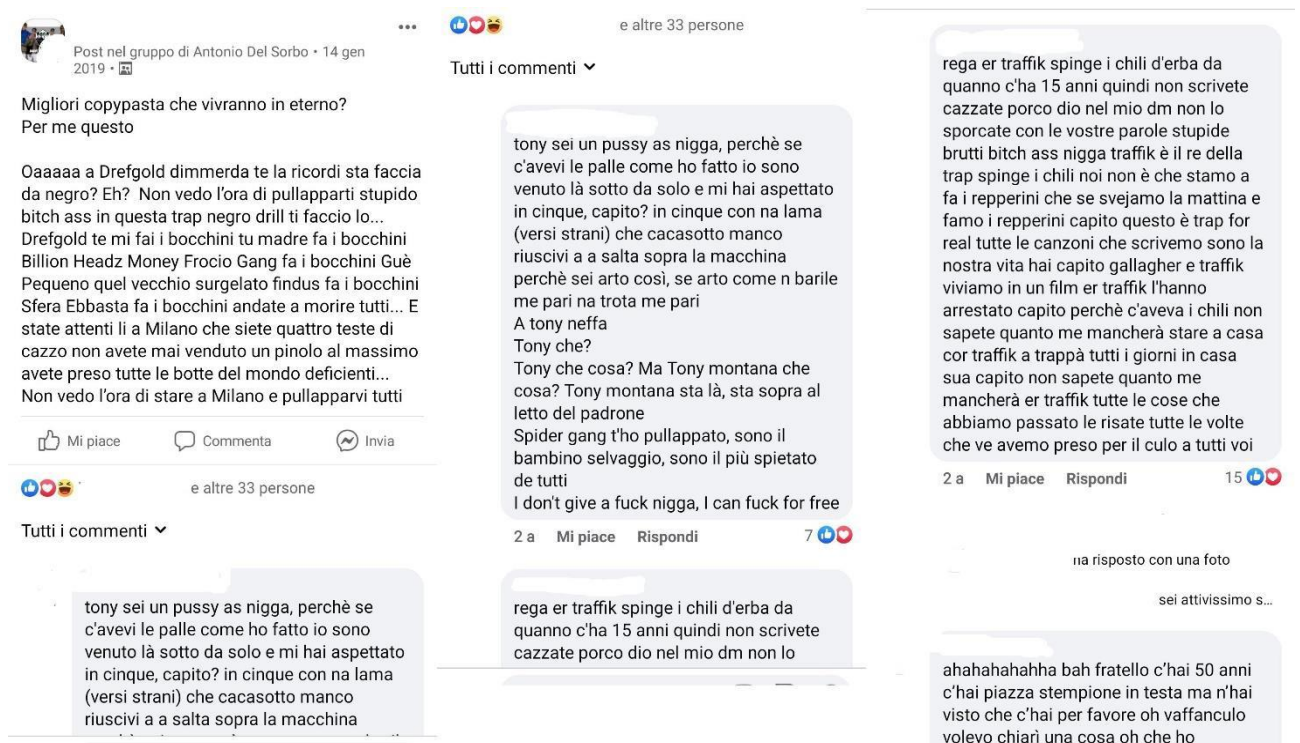 Post nel gruppo di Antonio Del Sorbo • 14 gen
2019 •
Migliori copypasta che vivranno in eterno?
Per me questo
Oaaaaa a Drefgold dimmerda te la ricordi sta faccia
da negro? Eh? Non vedo l'ora di pullapparti stupido
bitch ass in questa trap negro drill ti faccio lo...
Drefgold te mi fai i bocchini tu madre fa i bocchini
Billion Headz Money Frocio Gang fa i bocchini Guè
Pequeno quel vecchio surgelato findus fa i bocchini
Sfera Ebbasta fa i bocchini andate a morire tutti... E
state attenti li a Milano che siete quattro teste di
cazzo non avete mai venduto un pinolo al massimo
avete preso tutte le botte del mondo deficienti...
Non vedo l'ora di stare a Milano e pullapparvi tutti
Mi piace Commenta Invia
e altre 33 persone
Tutti i commenti
tony sei un pussy as nigga, perchè se
c'avevi le palle come ho fatto io sono
venuto là sotto da solo e mi hai aspettato
in cinque, capito? in cinque con na lama
(versi strani) che cacasotto manco
riuscivi a a salta sopra la macchina
e altre 33 persone
Tutti i commenti
tony sei un pussy as nigga, perchè se
c'avevi le palle come ho fatto io sono
venuto là sotto da solo e mi hai aspettato
in cinque, capito? in cinque con na lama
(versi strani) che cacasotto manco
riuscivi a a salta sopra la macchina
perchè sei arto così, se arto come n barile
me pari na trota me pari
A tony neffa
Tony che?
Tony che cosa? Ma Tony montana che
cosa? Tony montana sta là, sta sopra al
letto del padrone
Spider gang t'ho pullappato, sono il
bambino selvaggio, sono il più spietato
de tutti
I don't give a fuck nigga, I can fuck for free
2 a Mi piace Rispondi 7
rega er traffik spinge i chili d'erba da
quanno c'ha 15 anni quindi non scrivete
cazzate porco dio nel mio dm non lo
rega er traffik spinge i chili d'erba da
quanno c'ha 15 anni quindi non scrivete
cazzate porco dio nel mio dm non lo
sporcate con le vostre parole stupide
brutti bitch ass nigga traffik è il re della
trap spinge i chili noi non è che stamo a
fa i repperini che se svejamo la mattina e
famo i repperini capito questo è trap for
real tutte le canzoni che scrivemo sono la
nostra vita hai capito gallagher e traffik
viviamo in un film er traffik l'hanno
arrestato capito perchè c'aveva i chili non
sapete quanto me mancherà stare a casa
cor traffik a trappà tutti i giorni in casa
sua capito non sapete quanto me
mancherà er traffik tutte le cose che
abbiamo passato le risate tutte le volte
che ve avemo preso per il culo a tutti voi
2 a Mi piace Rispondi 15
ha risposto con una foto
sei attivissimo s...
ahahahahahha bah fratello c'hai 50 anni
c'hai piazza stempione in testa ma n'hai
visto che c'hai per favore oh vaffanculo
volevo chiarì una cosa oh che ho